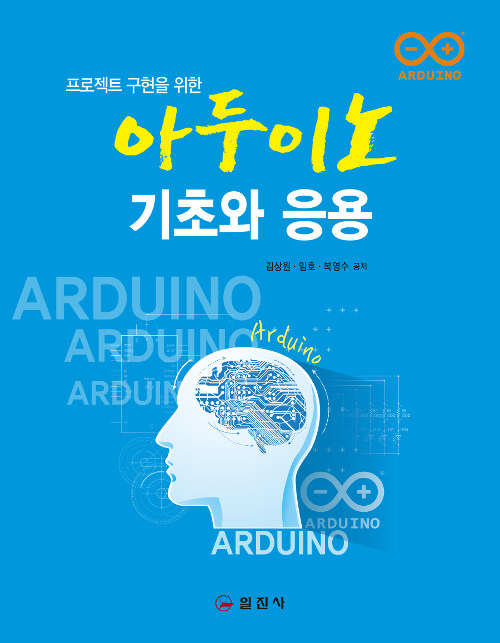 ARDUINO
프로젝트 구현을 위한
아두이노
기초와 응용
김상원 · 임호 · 복영수 공저
ARDUINO
ARDUINO
ARDUINO
Arduino
ARDUINO
ARDUINO
일진사